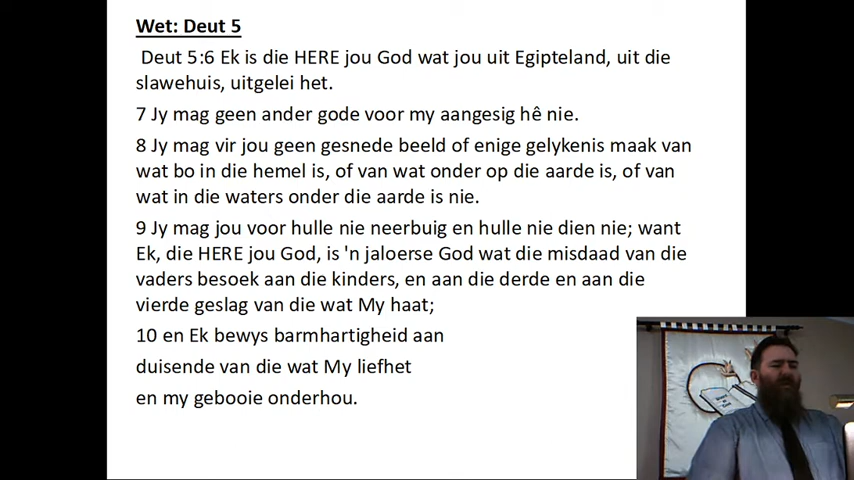 Wet: Deut 5
Deut 5:6 Ek is die HERE jou God wat jou uit Egipteland, uit die
slawehuis, uitgelei het.
7 Jy mag geen ander gode voor my aangesig hê nie.
8 Jy mag vir jou geen gesnede beeld of enige gelykenis maak van
wat bo in die hemel is, of van wat onder op die aarde is, of van
wat in die waters onder die aarde is nie.
9 Jy mag jou voor hulle nie neerbuig en hulle nie dien nie; want
Ek, die HERE jou God, is 'n jaloerse God wat die misdaad van die
vaders besoek aan die kinders, en aan die derde en aan die
vierde geslag van die wat My haat;
10 en Ek bewys barmhartigheid aan
duisende van die wat My liefhet
en my gebooie onderhou.